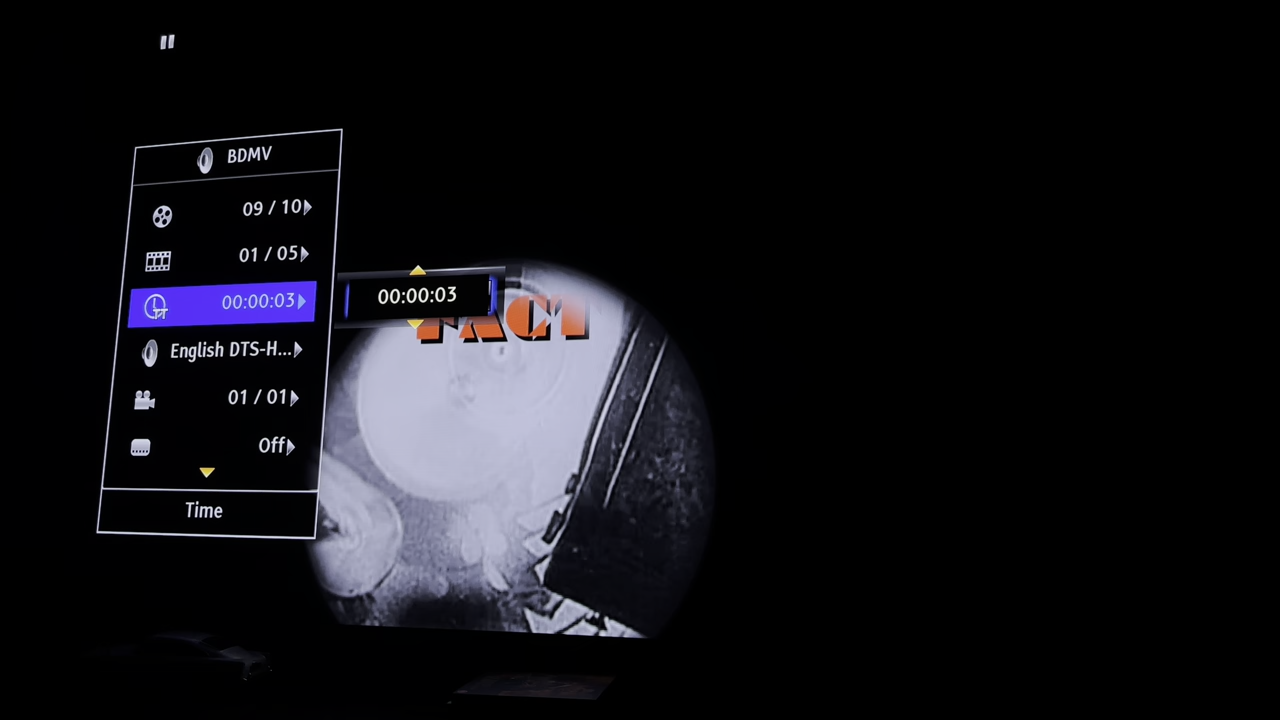 BDMV
09 / 10
01 / 05
00:00:03
00:00:03
English DTS-H...
01 / 01
Off
Time